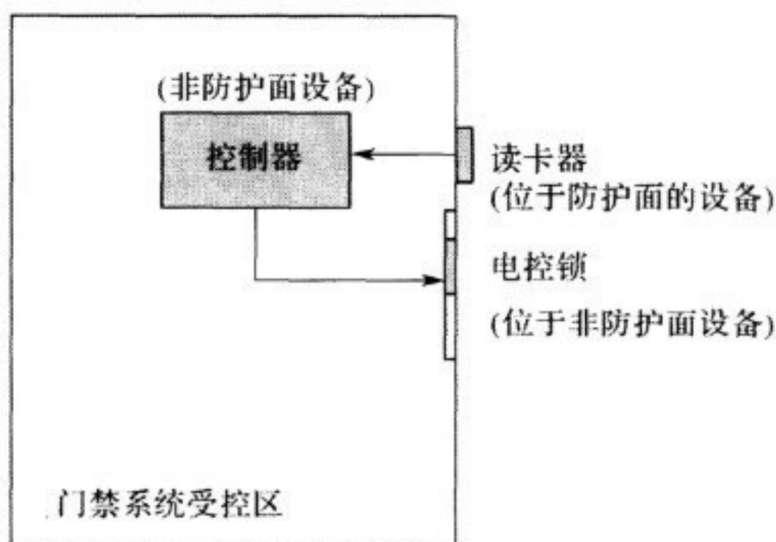 (非防护面设备)
控制器
读卡器
(位于防护面的设备)
电控锁
(位于非防护面设备)
门禁系统受控区